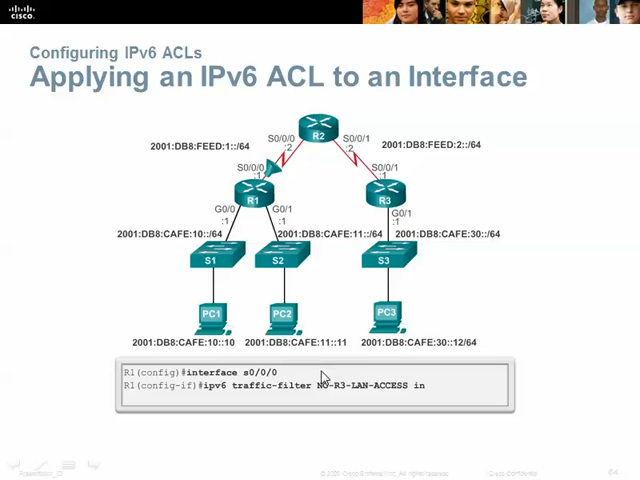 CISCO
Configuring IPv6 ACLs
Applying an IPv6 ACL to an Interface
R2
S0/0/0
:2
S0/0/1
:2
2001:DB8:FEED:1::/64
2001:DB8:FEED:2::/64
S0/0/0
:1
S0/0/1
:1
R1
R3
G0/0
:1
G0/1
:1
G0/1
:1
2001:DB8:CAFE:10::/64
2001:DB8:CAFE:11::/64
2001:DB8:CAFE:30::/64
S1
S2
S3
PC1
PC2
PC3
2001:DB8:CAFE:10::10
2001:DB8:CAFE:11::11
2001:DB8:CAFE:30::12/64
R1(config)#interface s0/0/0
R1(config-if)#ipv6 traffic-filter NO-R3-LAN-ACCESS in
Presentation_ID
Cisco Confidential
64